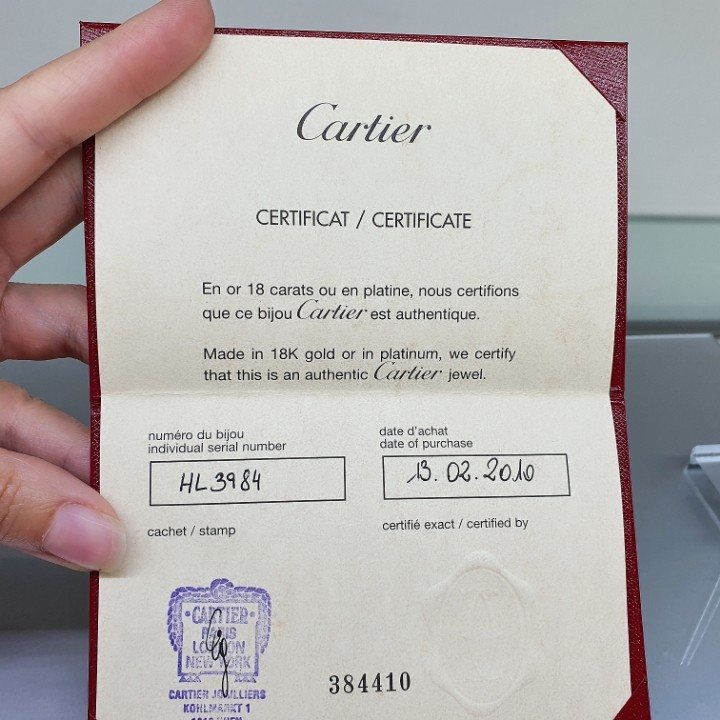 Cartier
CERTIFICAT / CERTIFICATE
En or 18 carats ou en platine, nous certifions
que ce bijou Cartier est authentique.
Made in 18K gold or in platinum, we certify
that this is an authentic Cartier jewel.
numéro du bijou
individual serial number
HL3984
date d'achat
date of purchase
13.02.2010
cachet / stamp
certifié exact / certified by
CARTIER
PARIS
LONDON
NEW YORK
CARTIER JOAILLIERS
KOHLMARKT 1
1010 WIEN
384410